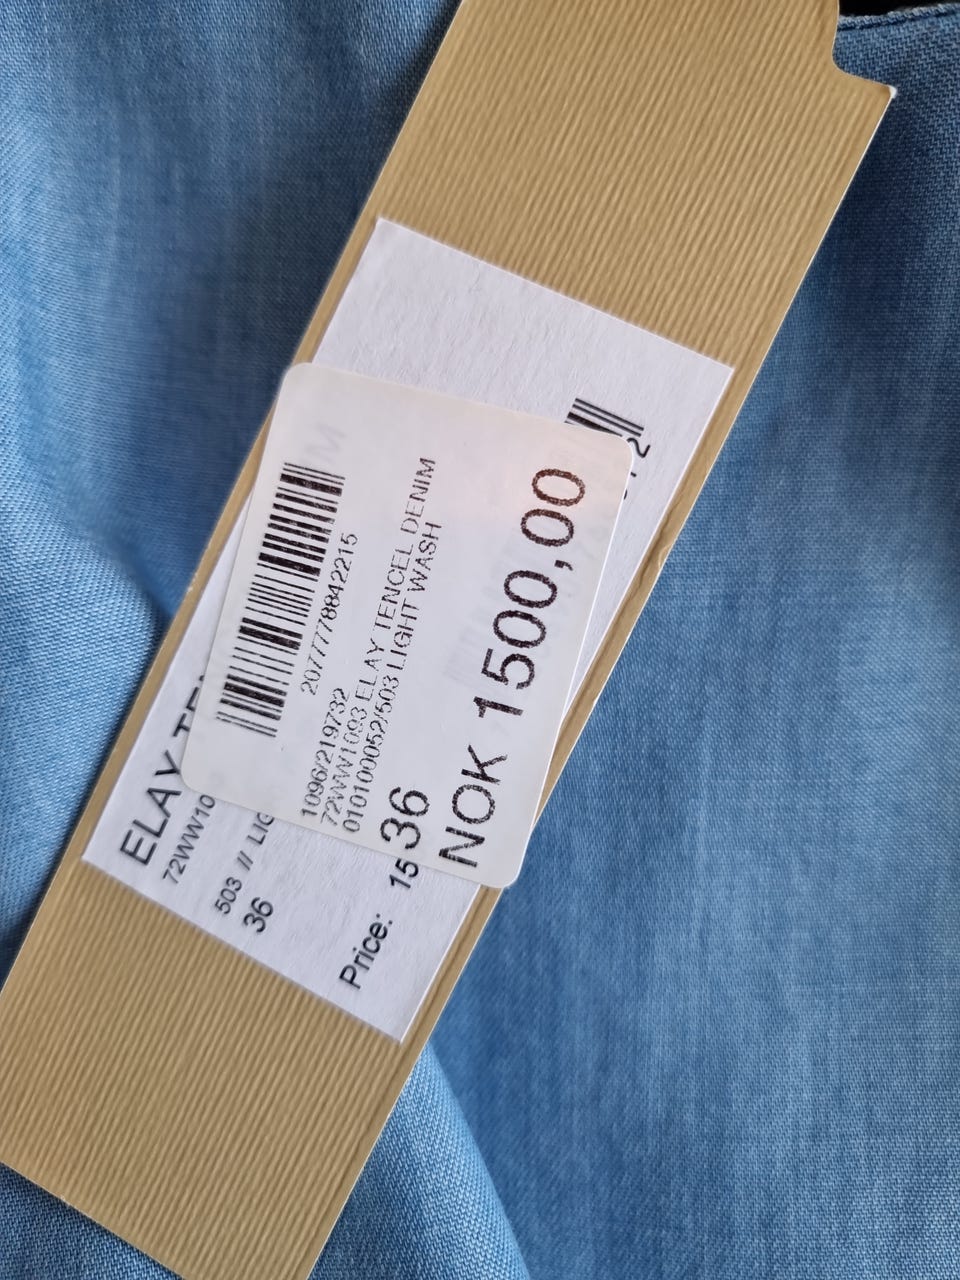 2077778842215
1096/219732
72WW1093 ELAY TENCEL DENIM
010100052/503 LIGHT WASH
36
NOK 1500,00
ELAY TE
72WW10
503 // LIG
36
Price: 15